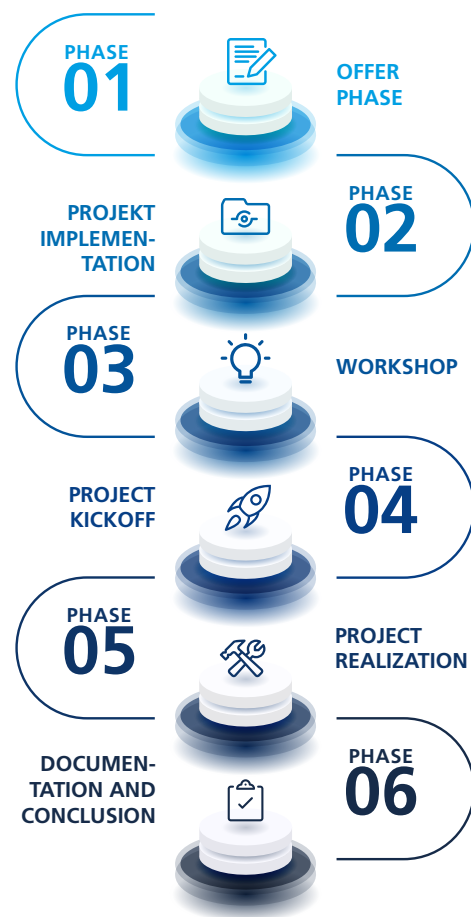 PHASE
01
OFFER
PHASE
PHASE
02
PROJEKT
IMPLEMEN-
TATION
PHASE
03
WORKSHOP
PHASE
04
PROJECT
KICKOFF
PHASE
05
PROJECT
REALIZATION
PHASE
06
DOCUMEN-
TATION AND
CONCLUSION